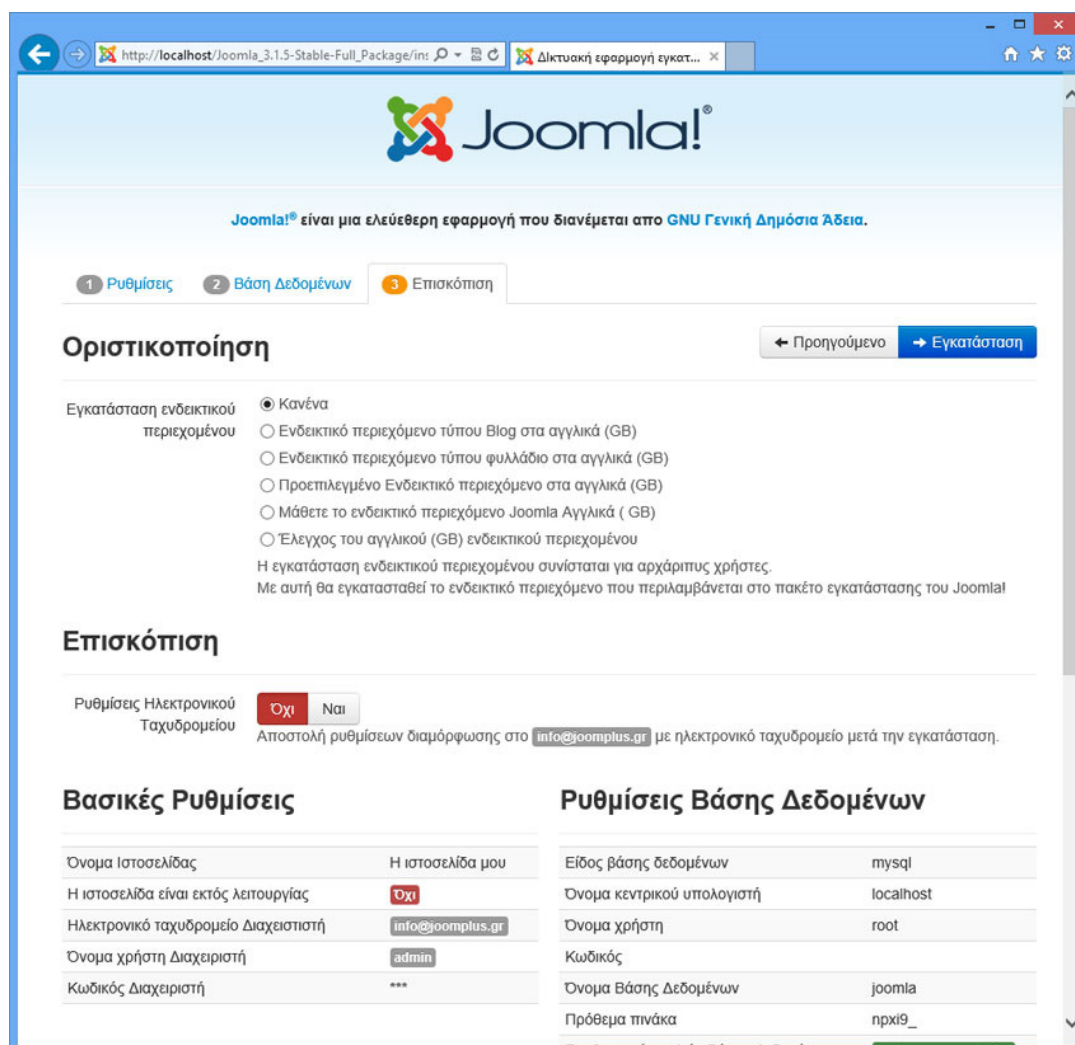 http://localhost/Joomla_3.1.5-Stable-Full_Package/ins
Δικτυακή εφαρμογή εγκατ...
Joomla!®
Joomla!® είναι μια ελεύεθερη εφαρμογή που διανέμεται απο GNU Γενική Δημόσια Άδεια.
1 Ρυθμίσεις
2 Βάση Δεδομένων
3 Επισκόπιση
Οριστικοποίηση
Προηγούμενο
Εγκατάσταση
Εγκατάσταση ενδεικτικού
περιεχομένου
Κανένα
Ενδεικτικό περιεχόμενο τύπου Blog στα αγγλικά (GB)
Ενδεικτικό περιεχόμενο τύπου φυλλάδιο στα αγγλικά (GB)
Προεπιλεγμένο Ενδεικτικό περιεχόμενο στα αγγλικά (GB)
Μάθετε το ενδεικτικό περιεχόμενο Joomla Αγγλικά ( GB)
Έλεγχος του αγγλικού (GB) ενδεικτικού περιεχομένου
Η εγκατάσταση ενδεικτικού περιεχομένου συνίσταται για αρχάριπυς χρήστες.
Με αυτή θα εγκατασταθεί το ενδεικτικό περιεχόμενο που περιλαμβάνεται στο πακέτο εγκατάστασης του Joomla!
Επισκόπιση
Ρυθμίσεις Ηλεκτρονικού
Ταχυδρομείου
Όχι
Ναι
Αποστολή ρυθμίσεων διαμόρφωσης στο info@joomplus.gr με ηλεκτρονικό ταχυδρομείο μετά την εγκατάσταση.
Βασικές Ρυθμίσεις
Όνομα Ιστοσελίδας Η ιστοσελίδα μου
Η ιστοσελίδα είναι εκτός λειτουργίας Όχι
Ηλεκτρονικό ταχυδρομείο Διαχειστιστή info@joomplus.gr
Όνομα χρήστη Διαχειριστή admin
Κωδικός Διαχειριστή ***
Ρυθμίσεις Βάσης Δεδομένων
Είδος βάσης δεδομένων mysql
Όνομα κεντρικού υπολογιστή localhost
Όνομα χρήστη root
Κωδικός
Όνομα Βάσης Δεδομένων joomla
Πρόθεμα πινάκα npxi9_